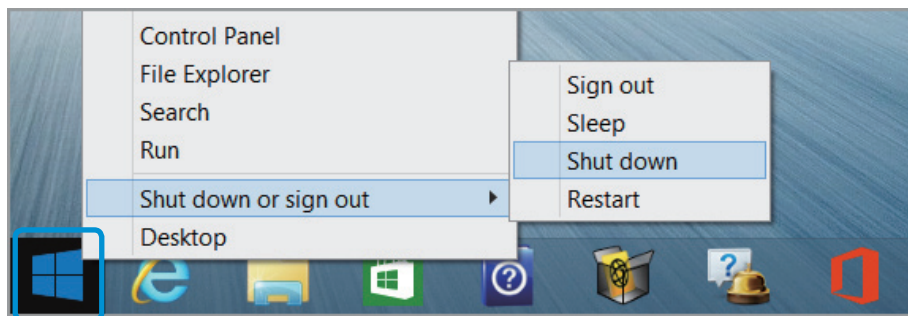 Control Panel
File Explorer
Search
Run
Shut down or sign out
Desktop
Sign out
Sleep
Shut down
Restart
?
?